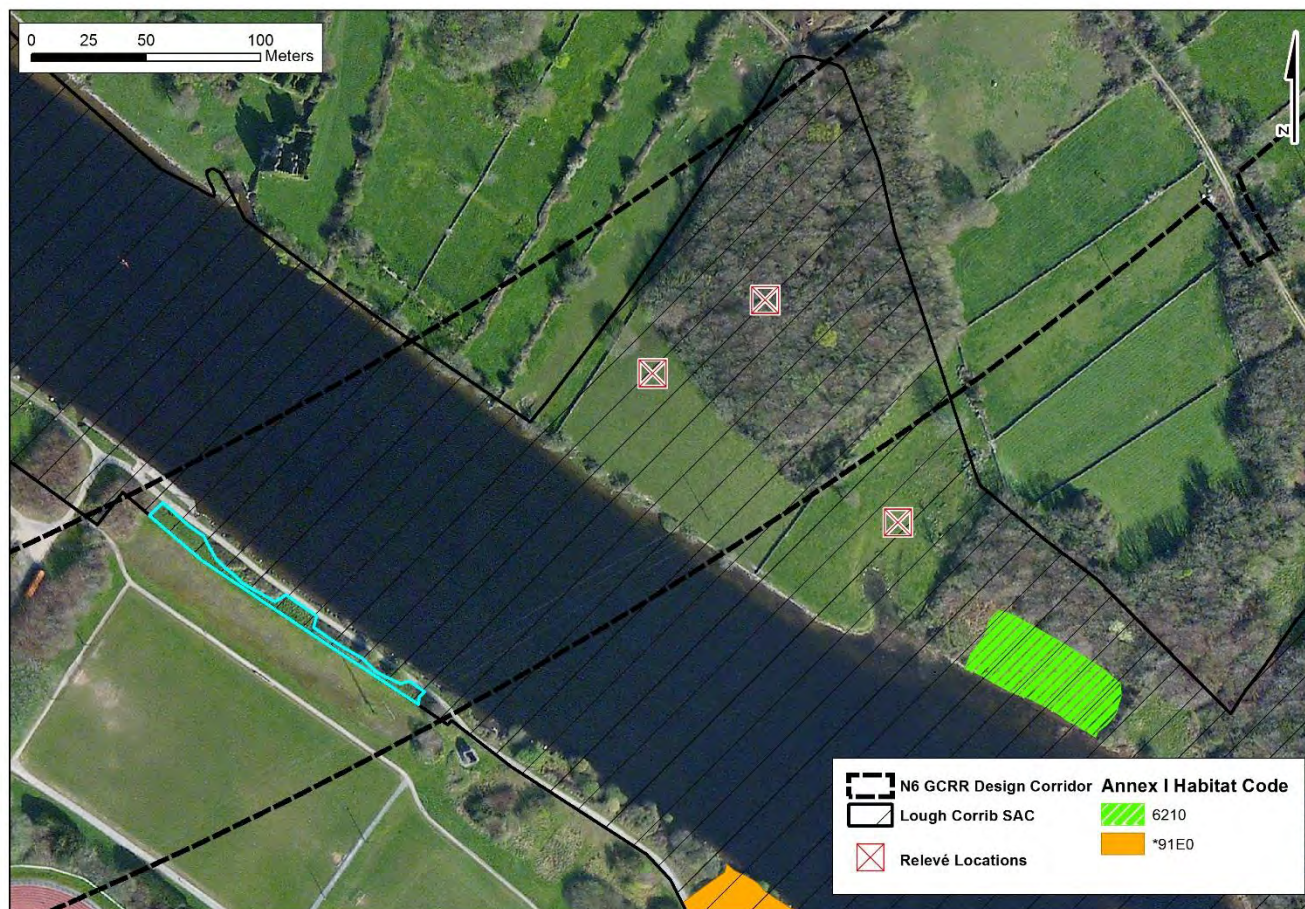 0 25 50 100
Meters
N
N6 GCRR Design Corridor
Lough Corrib SAC
Relevé Locations
Annex I Habitat Code
6210
*91E0